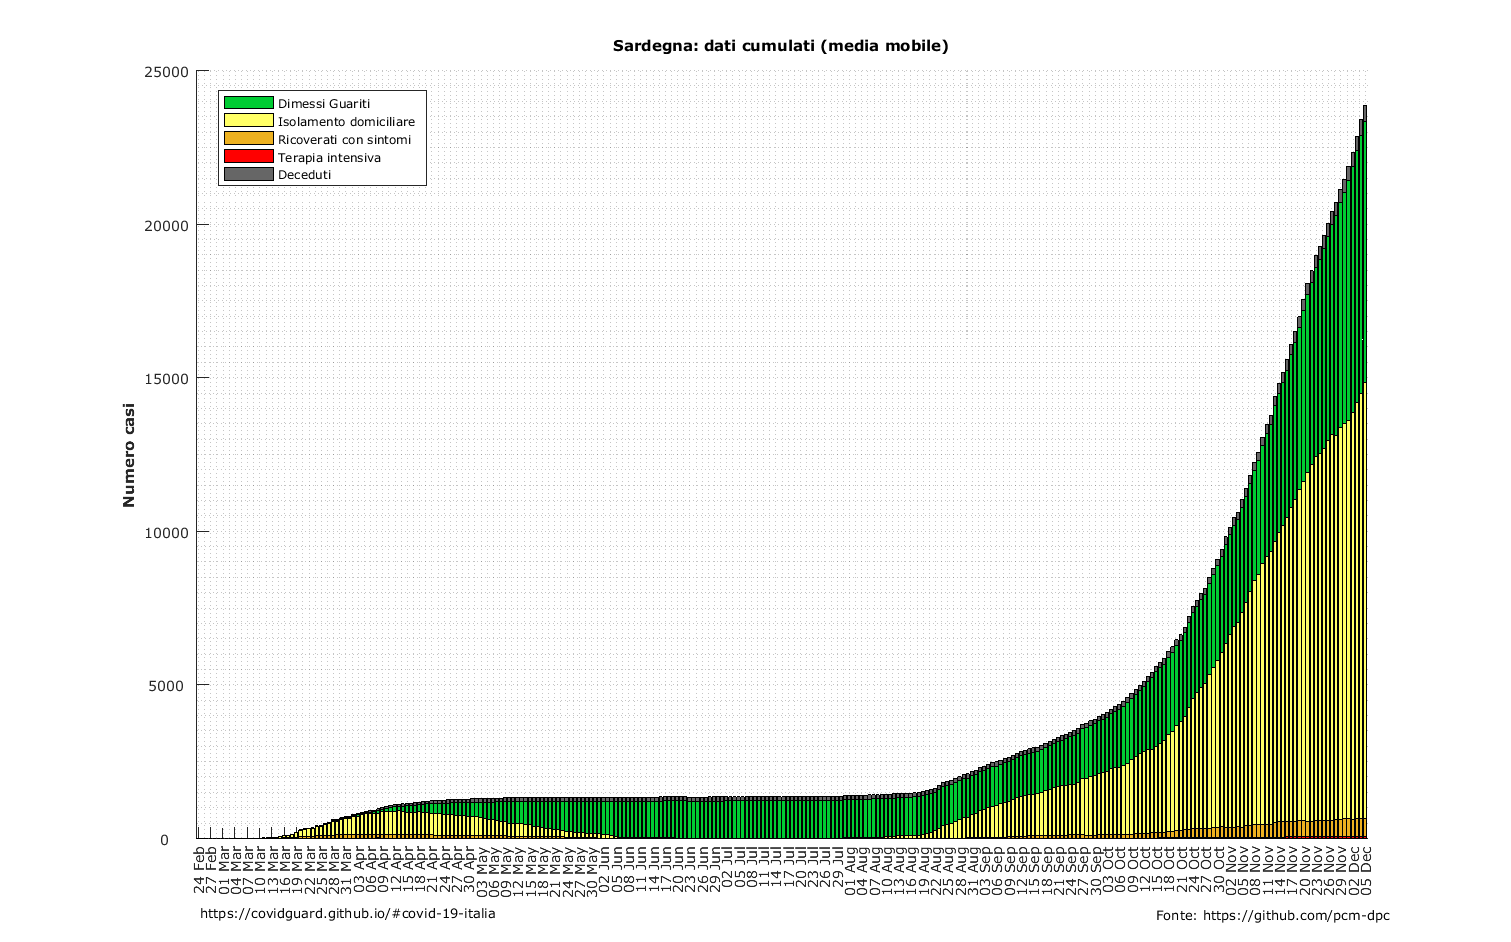 Sardegna: dati cumulati (media mobile)
25000
20000
15000
10000
5000
0
Numero casi
Dimessi Guariti
Isolamento domiciliare
Ricoverati con sintomi
Terapia intensiva
Deceduti
24 Feb
27 Feb
01 Mar
04 Mar
07 Mar
10 Mar
13 Mar
16 Mar
19 Mar
22 Mar
25 Mar
28 Mar
31 Mar
03 Apr
06 Apr
09 Apr
12 Apr
15 Apr
18 Apr
21 Apr
24 Apr
27 Apr
30 Apr
03 May
06 May
09 May
12 May
15 May
18 May
21 May
24 May
27 May
30 May
02 Jun
05 Jun
08 Jun
11 Jun
14 Jun
17 Jun
20 Jun
23 Jun
26 Jun
29 Jun
02 Jul
05 Jul
08 Jul
11 Jul
14 Jul
17 Jul
20 Jul
23 Jul
26 Jul
29 Jul
01 Aug
04 Aug
07 Aug
10 Aug
13 Aug
16 Aug
19 Aug
22 Aug
25 Aug
28 Aug
31 Aug
03 Sep
06 Sep
09 Sep
12 Sep
15 Sep
18 Sep
21 Sep
24 Sep
27 Sep
30 Sep
03 Oct
06 Oct
09 Oct
12 Oct
15 Oct
18 Oct
21 Oct
24 Oct
27 Oct
30 Oct
02 Nov
05 Nov
08 Nov
11 Nov
14 Nov
17 Nov
20 Nov
23 Nov
26 Nov
29 Nov
02 Dec
05 Dec
https://covidguard.github.io/#covid-19-italia
Fonte: https://github.com/pcm-dpc